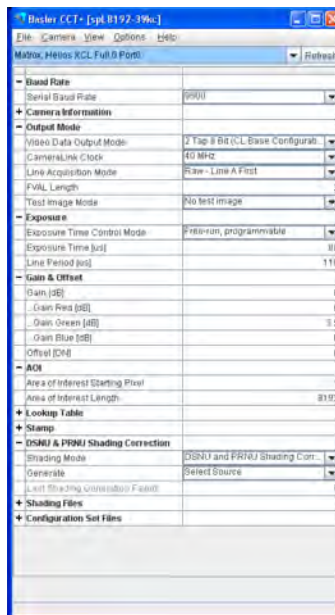 Basler CCT+ [spL8192-39kc]
File Camera View Options Help
Matrox, Helios XCL Full 0 Port0 Refresh
Baud Rate
Serial Baud Rate 9600
Camera Information
Output Mode
Video Data Output Mode 2 Tap 8 Bit (CL Base Configurat...
CameraLink Clock 40 MHz
Line Acquisition Mode Raw - Line A First
FVAL Length
Test Image Mode No test image
Exposure
Exposure Time Control Mode Free-run, programmable
Exposure Time [us]
Line Period [us] 110
Gain & Offset
Gain [dB]
...Gain Red [dB]
...Gain Green [dB]
...Gain Blue [dB]
Offset [DN]
AOI
Area of Interest Starting Pixel
Area of Interest Length 8192
Lookup Table
Stamp
DSNU & PRNU Shading Correction
Shading Mode DSNU and PRNU Shading Corr...
Generate Select Source
Last Shading Generation Failed
Shading Files
Configuration Set Files